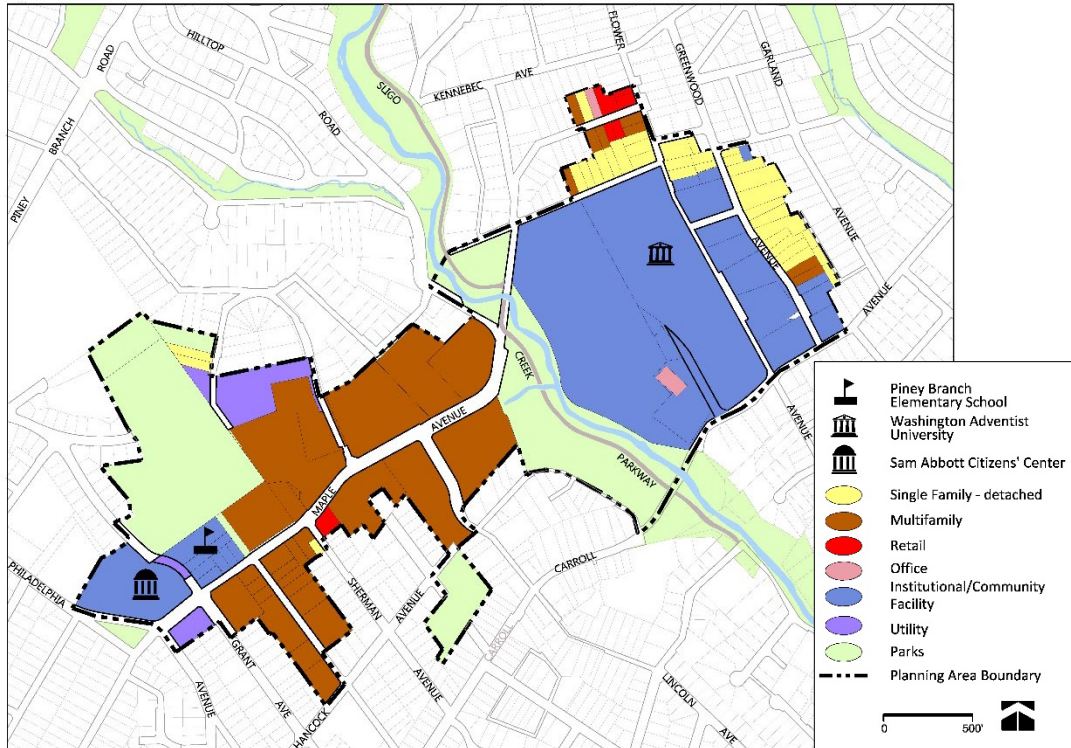 HILLTOP
ROAD
ROAD
BRANCH
PINEY
SLIGO
KENNEBEC AVE
FLOWER
GREENWOOD
GARLAND
AVENUE
AVENUE
AVENUE
AVENUE
CREEK
PARKWAY
AVENUE
MAPLE
PHILADELPHIA
AVENUE
GRANT
AVE
HANCOCK
SHERMAN
AVENUE
AVENUE
CARROLL
CARROLL
LINCOLN
AVE
Piney Branch
Elementary School
Washington Adventist
University
Sam Abbott Citizens' Center
Single Family - detached
Multifamily
Retail
Office
Institutional/Community
Facility
Utility
Parks
Planning Area Boundary
0 500'